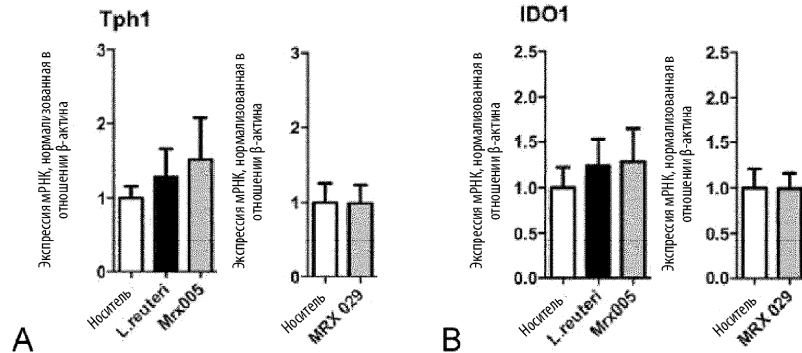 Tph1
Экспрессия мРНК, нормализованная в
отношении β-актина
3
2
1
0
Носитель
L.reuteri
Mrx005
Экспрессия мРНК, нормализованная в
отношении β-актина
3
2
1
0
Носитель
MRX 029
A
IDO1
Экспрессия мРНК, нормализованная в
отношении β-актина
2.5
2.0
1.5
1.0
0.5
0.0
Носитель
L.reuteri
Mrx005
Экспрессия мРНК, нормализованная в
отношении β-актина
2.5
2.0
1.5
1.0
0.5
0.0
Носитель
MRX 029
B